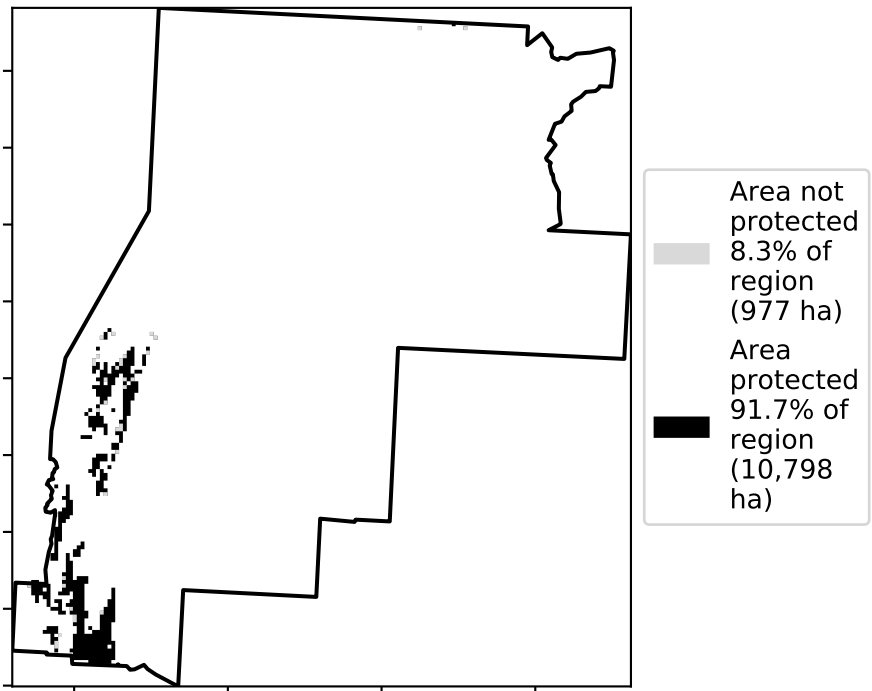 Area not
protected
8.3% of
region
(977 ha)
Area
protected
91.7% of
region
(10,798
ha)